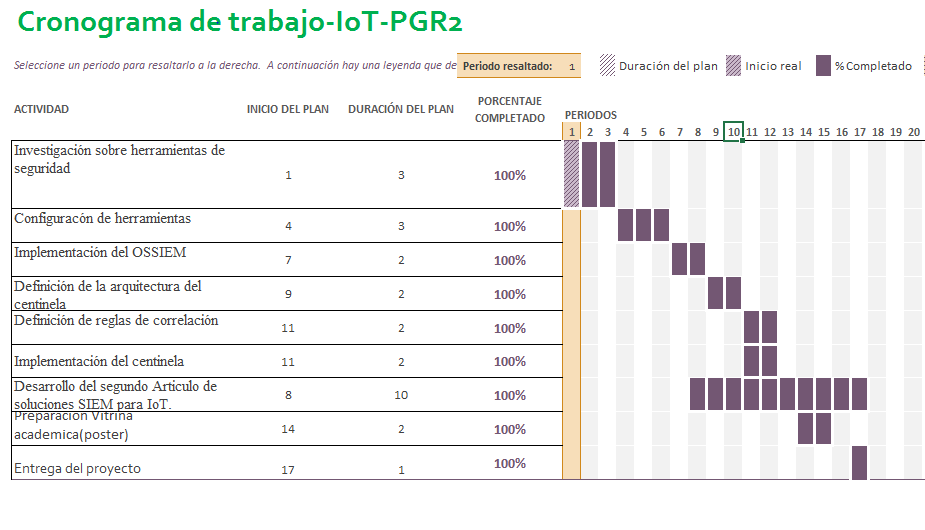 Cronograma de trabajo-IoT-PGR2
Seleccione un periodo para resaltarlo a la derecha. A continuación hay una leyenda que de
Periodo resaltado: 1
Duración del plan
Inicio real
% Completado
ACTIVIDAD
INICIO DEL PLAN
DURACIÓN DEL PLAN
PORCENTAJE
COMPLETADO
PERIODOS
1 2 3 4 5 6 7 8 9 10 11 12 13 14 15 16 17 18 19 20
Investigación sobre herramientas de
seguridad
1 3 100%
Configuracón de herramientas
4 3 100%
Implementación del OSSIEM
7 2 100%
Definición de la arquitectura del
centinela
9 2 100%
Definición de reglas de correlación
11 2 100%
Implementación del centinela
11 2 100%
Desarrollo del segundo Articulo de
soluciones SIEM para IoT.
8 10 100%
Preparación Vitrina
academica(poster)
14 2 100%
Entrega del proyecto
17 1 100%